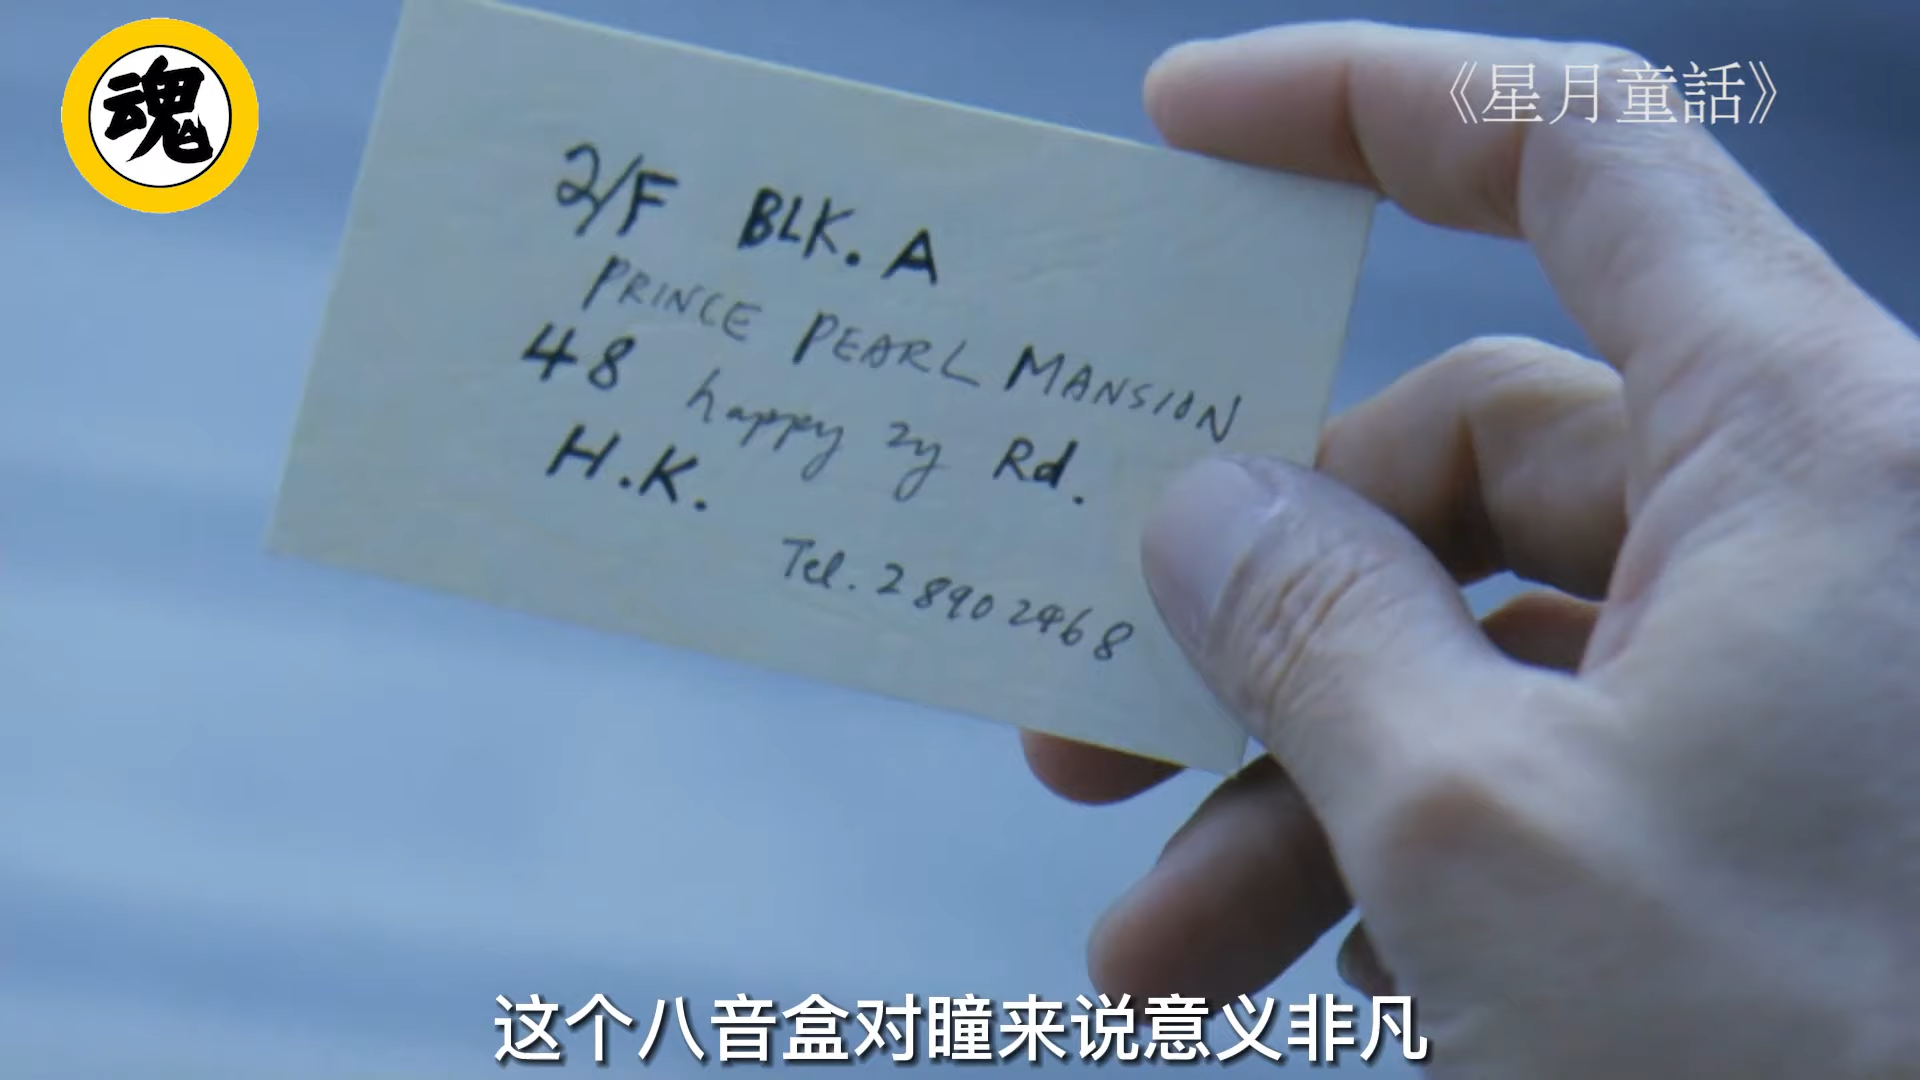 魂
《星月童話》
2/F BLK. A
PRINCE PEARL MANSION
48 happy zy Rd.
H.K.
Tel. 28902468
这个八音盒对瞳来说意义非凡